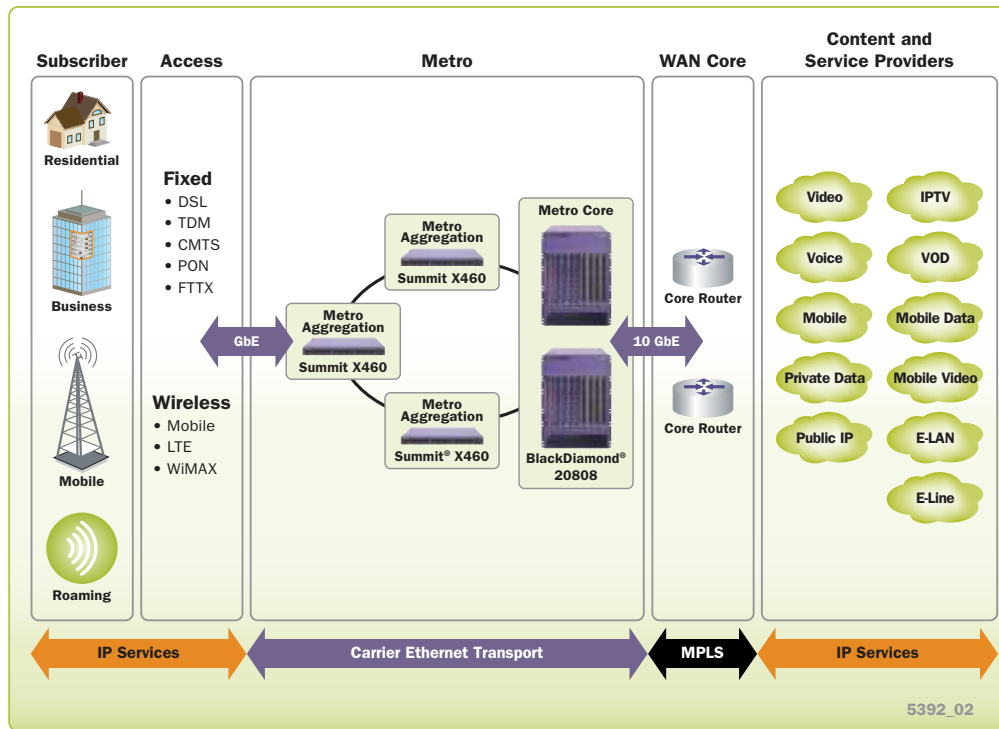 Subscriber
Access
Metro
WAN Core
Content and
Service Providers
Residential
Business
Mobile
Roaming
Fixed
• DSL
• TDM
• CMTS
• PON
• FTTX
Wireless
• Mobile
• LTE
• WiMAX
GbE
Metro
Aggregation
Summit X460
Metro
Aggregation
Summit X460
Metro
Aggregation
Summit® X460
Metro Core
BlackDiamond®
20808
10 GbE
Core Router
Core Router
Video
IPTV
Voice
VOD
Mobile
Mobile Data
Private Data
Mobile Video
Public IP
E-LAN
E-Line
IP Services
Carrier Ethernet Transport
MPLS
IP Services
5392_02